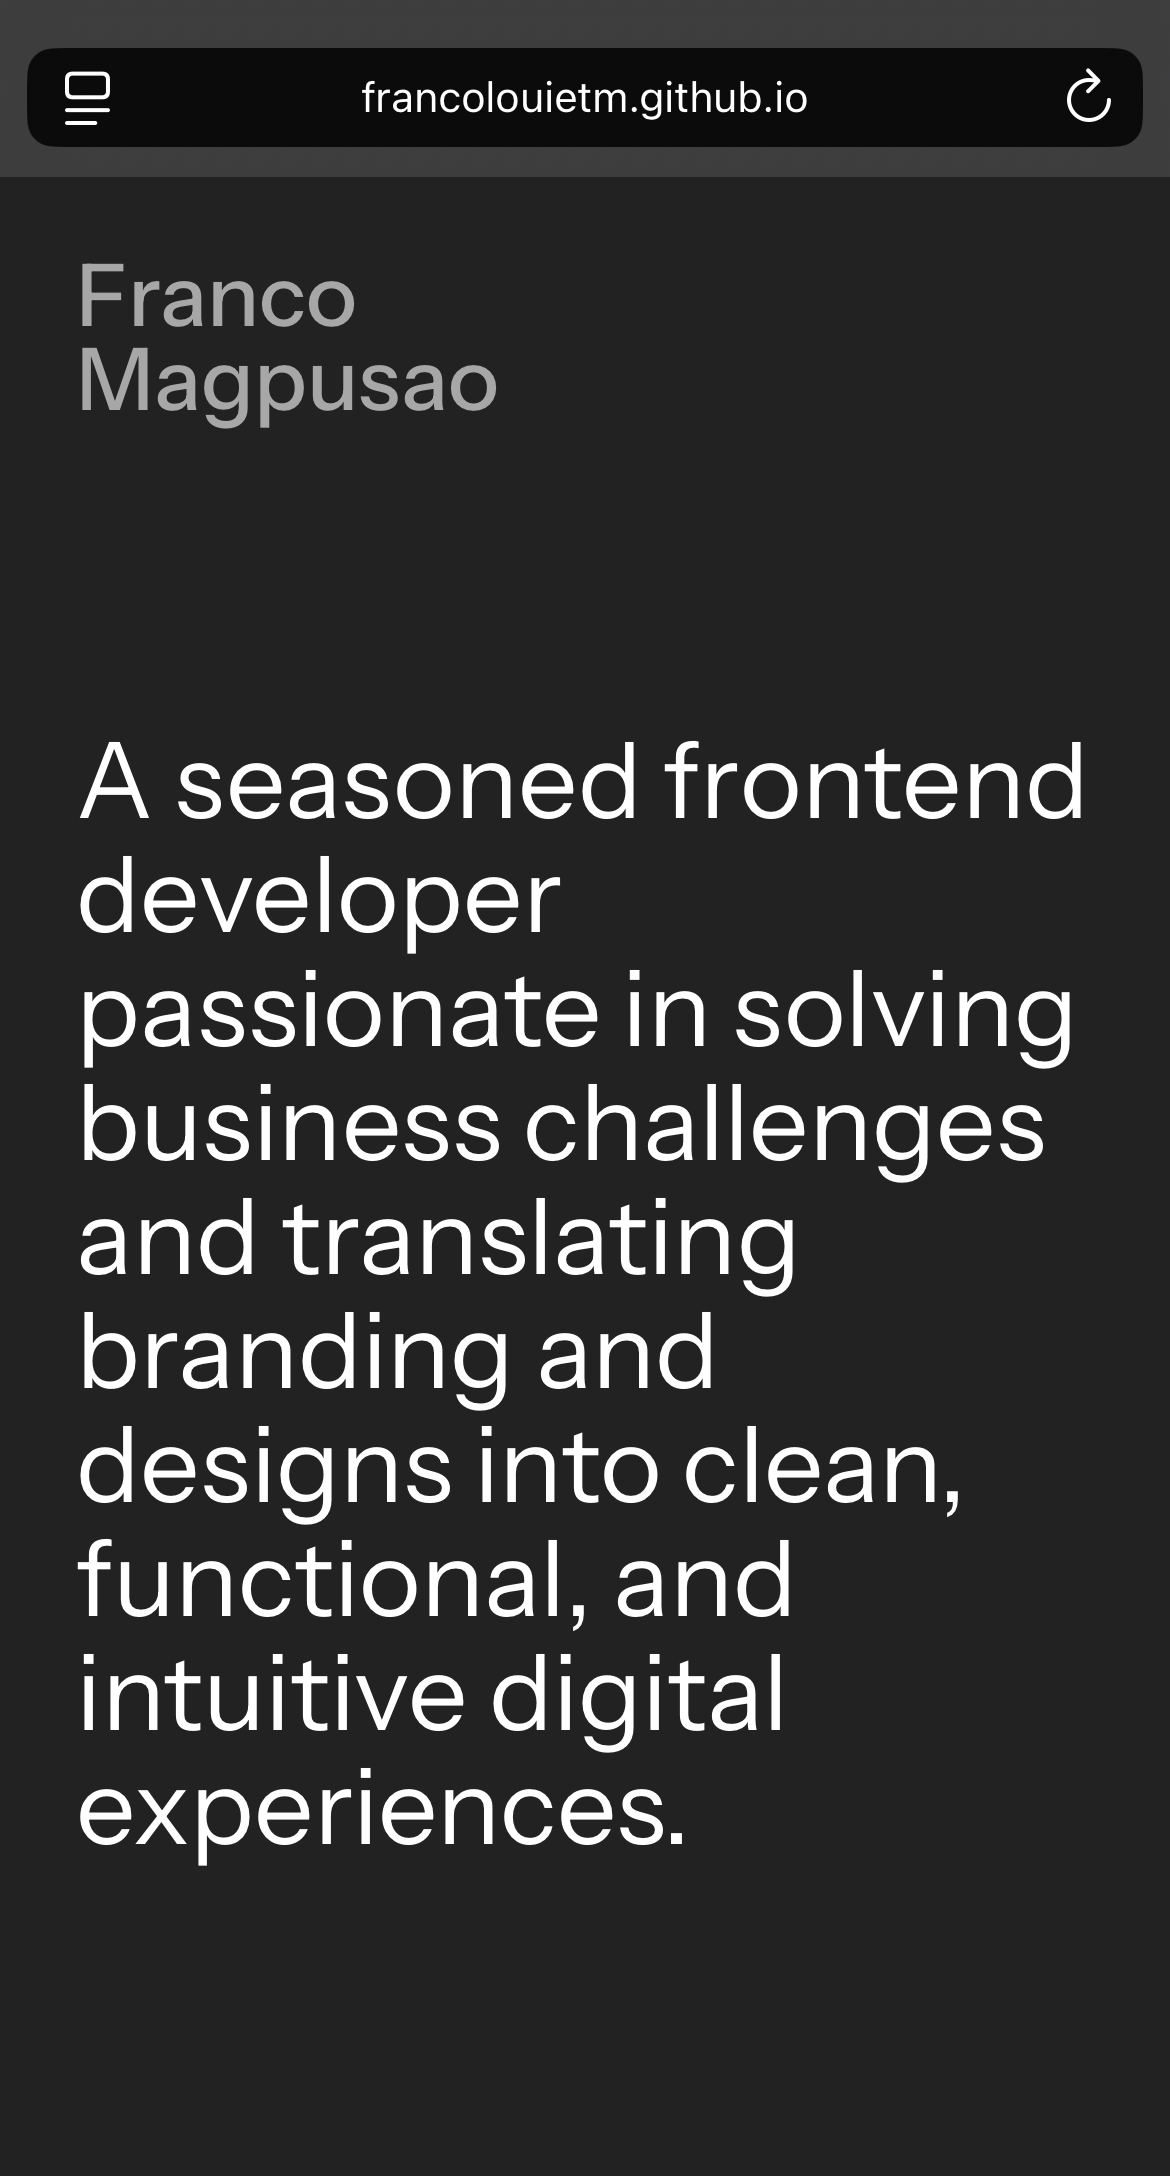 francolouietm.github.io
Franco
Magpusao
A seasoned frontend
developer
passionate in solving
business challenges
and translating
branding and
designs into clean,
functional, and
intuitive digital
experiences.